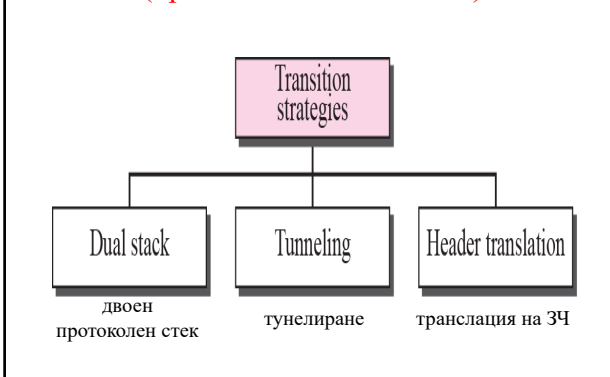 Transition
strategies
Dual stack
Tunneling
Header translation
двоен
протоколен стек
тунелиране
транслация на ЗЧ